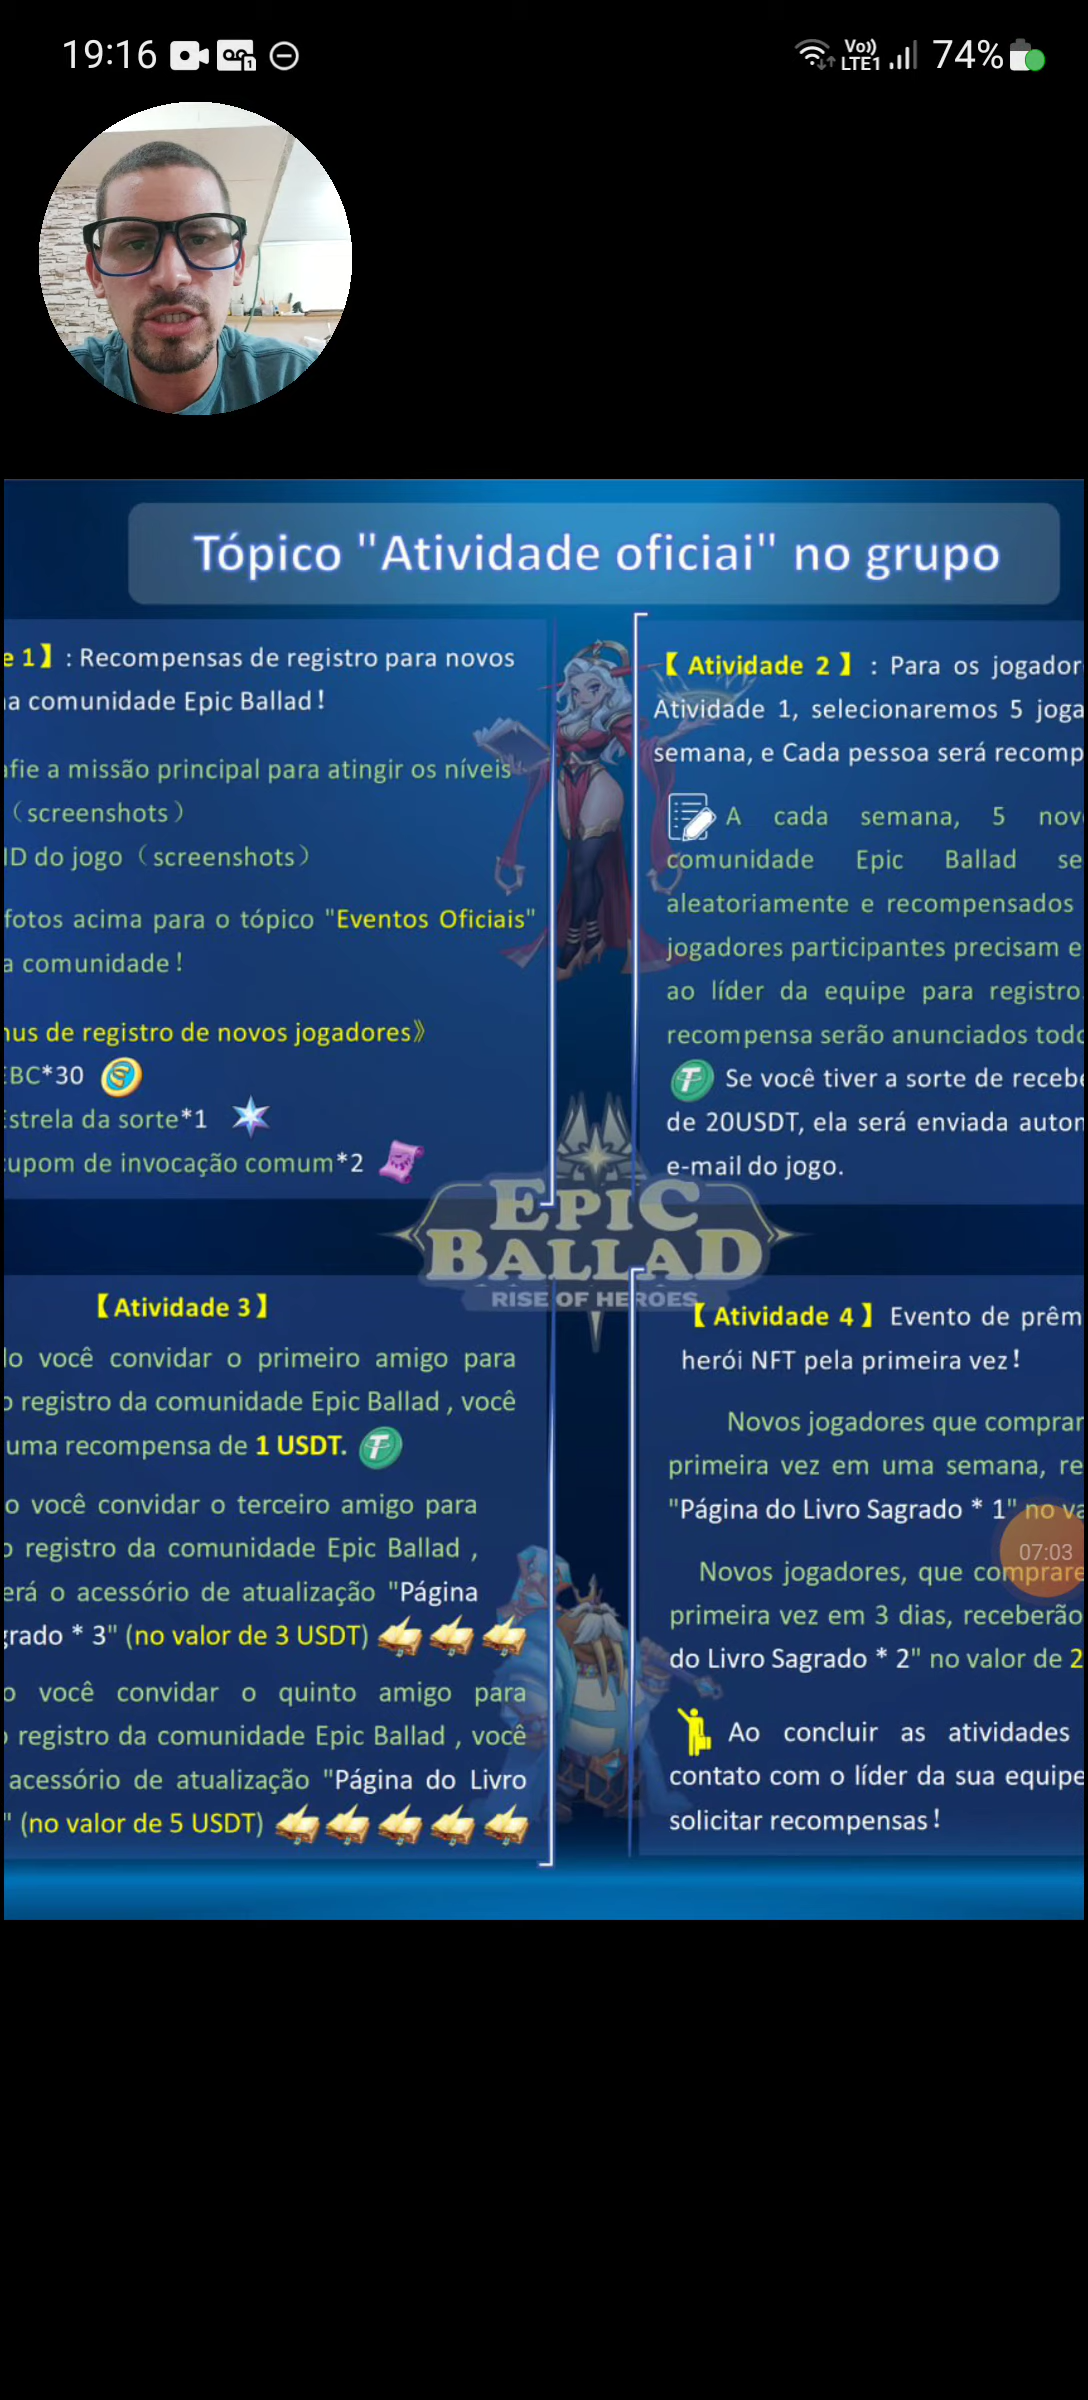 19:16
Vo))
LTE1
74%
Tópico "Atividade oficiai" no grupo
e 1】: Recompensas de registro para novos
a comunidade Epic Ballad!
fie a missão principal para atingir os níveis
(screenshots)
ID do jogo (screenshots)
fotos acima para o tópico "Eventos Oficiais"
a comunidade!
nus de registro de novos jogadores》
EBC*30
Estrela da sorte*1
upom de invocação comum*2
【Atividade 2】: Para os jogador
Atividade 1, selecionaremos 5 joga
semana, e Cada pessoa será recomp
A cada semana, 5 nov
comunidade Epic Ballad se
aleatoriamente e recompensados
jogadores participantes precisam e
ao líder da equipe para registro.
recompensa serão anunciados todo
Se você tiver a sorte de recebe
de 20USDT, ela será enviada autom
e-mail do jogo.
EPIC
BALLAD
RISE OF HEROES
【Atividade 3】
do você convidar o primeiro amigo para
o registro da comunidade Epic Ballad , você
uma recompensa de 1 USDT.
o você convidar o terceiro amigo para
o registro da comunidade Epic Ballad ,
erá o acessório de atualização "Página
grado * 3" (no valor de 3 USDT)
o você convidar o quinto amigo para
o registro da comunidade Epic Ballad , você
acessório de atualização "Página do Livro
" (no valor de 5 USDT)
【Atividade 4】 Evento de prêm
herói NFT pela primeira vez!
Novos jogadores que comprar
primeira vez em uma semana, re
"Página do Livro Sagrado * 1" no va
07:03
Novos jogadores, que comprare
primeira vez em 3 dias, receberão
do Livro Sagrado * 2" no valor de 2
Ao concluir as atividades
contato com o líder da sua equipe
solicitar recompensas!